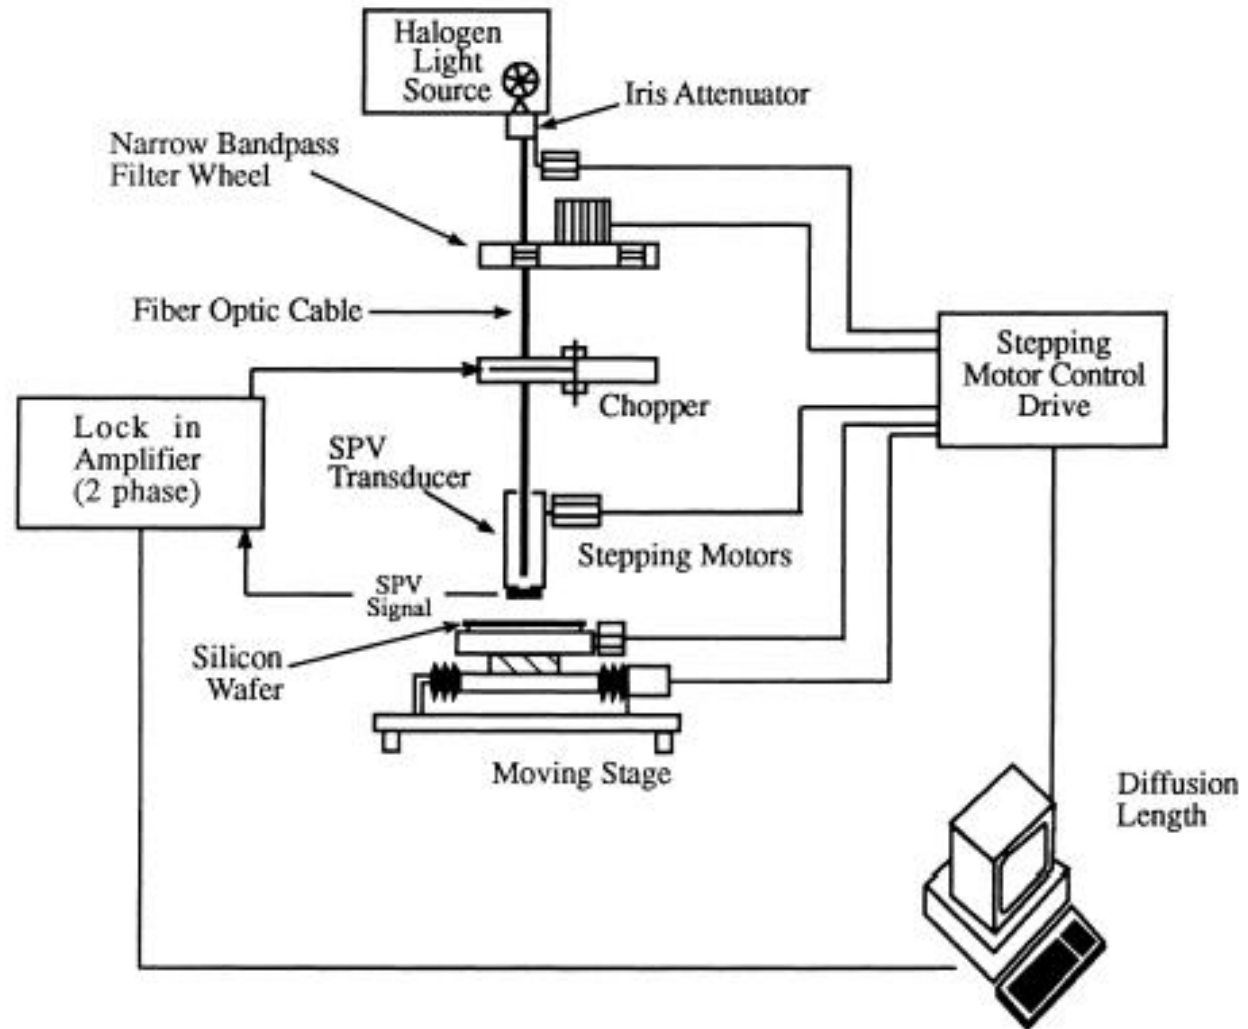 Halogen
Light
Source
Iris Attenuator
Narrow Bandpass
Filter Wheel
Fiber Optic Cable
Stepping
Motor Control
Drive
Chopper
Lock in
Amplifier
(2 phase)
SPV
Transducer
Stepping Motors
SPV
Signal
Silicon
Wafer
Moving Stage
Diffusion
Length